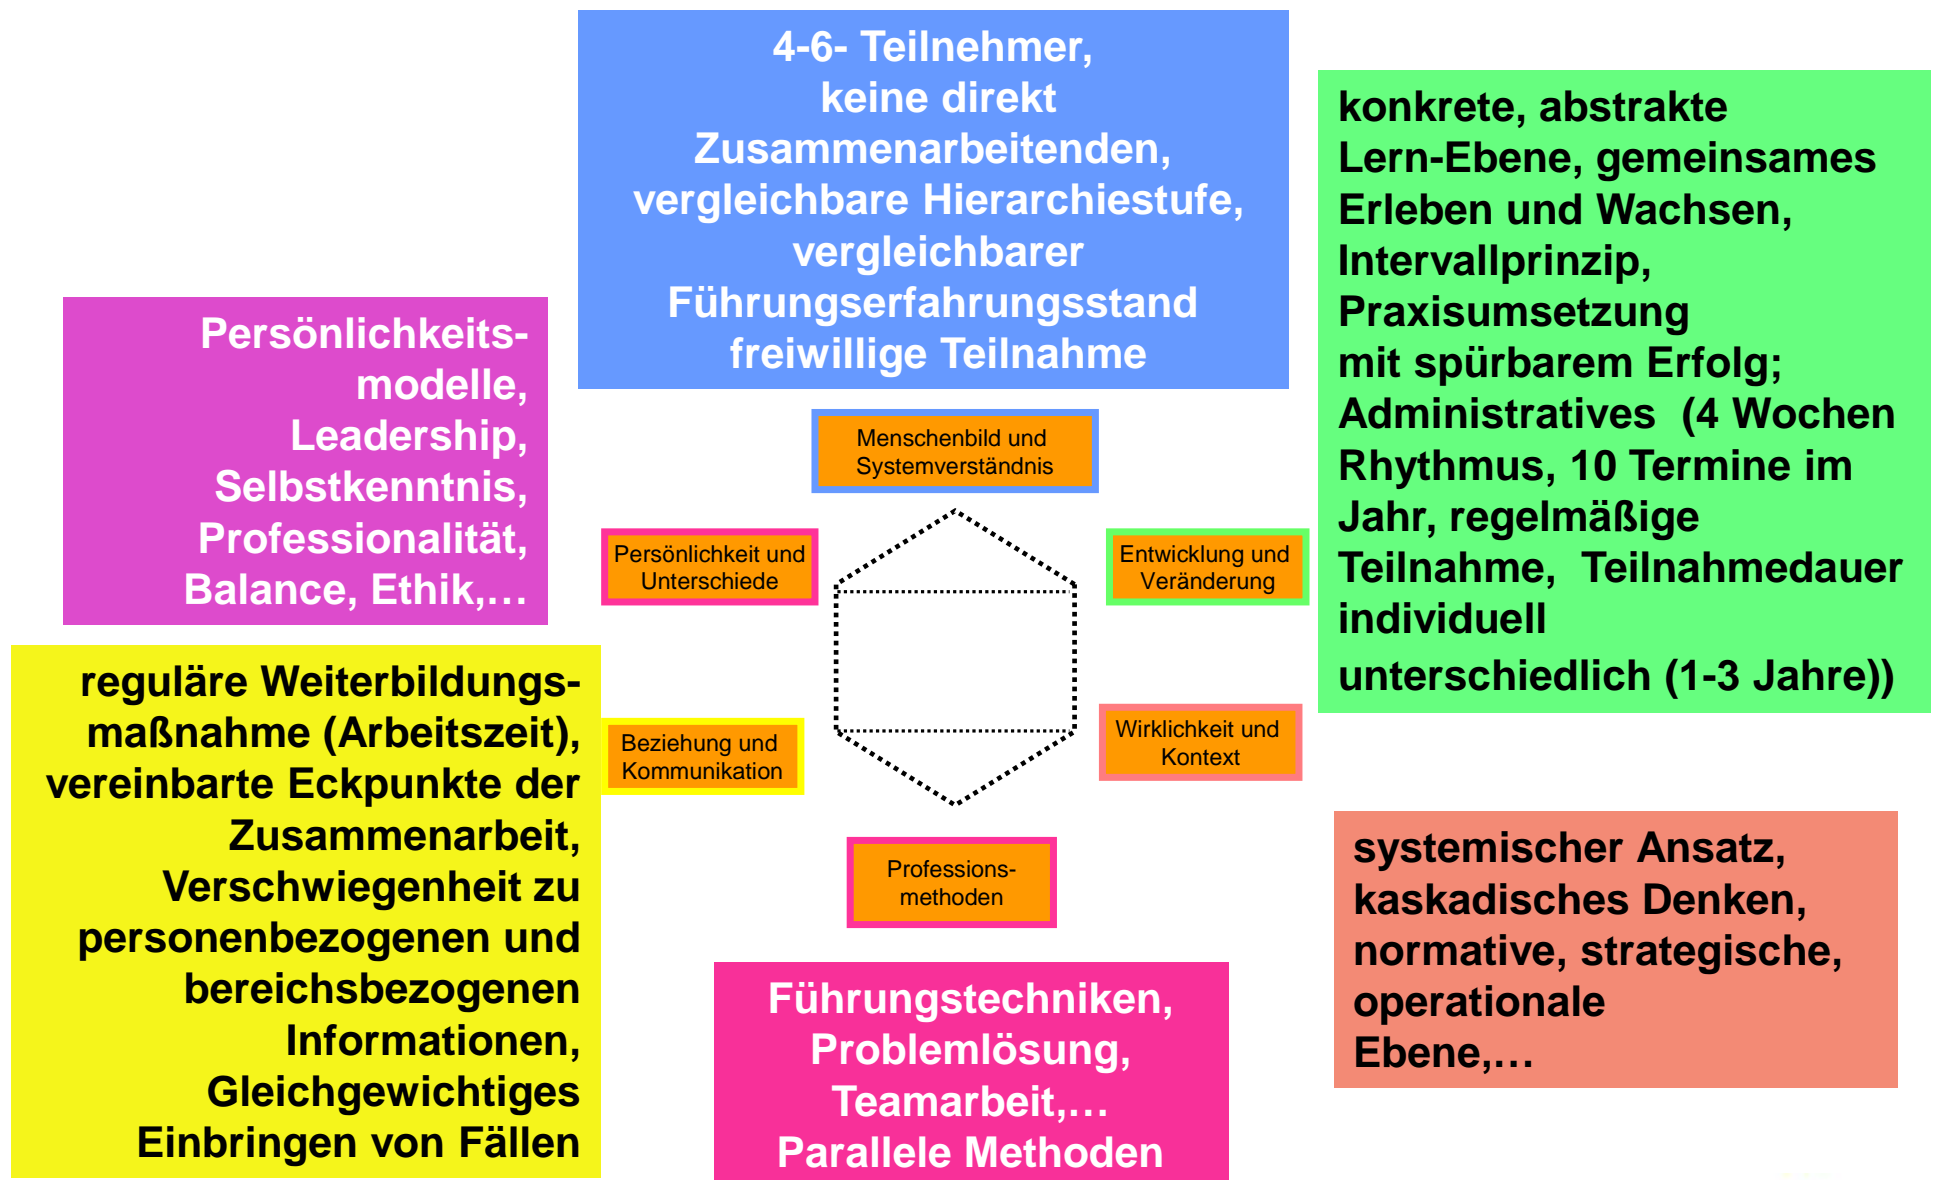 4-6- Teilnehmer,
keine direkt
Zusammenarbeitenden,
vergleichbare Hierarchiestufe,
vergleichbarer
Führungserfahrungsstand
freiwillige Teilnahme
konkrete, abstrakte
Lern-Ebene, gemeinsames
Erleben und Wachsen,
Intervallprinzip,
Praxisumsetzung
mit spürbarem Erfolg;
Administratives (4 Wochen
Rhythmus, 10 Termine im
Jahr, regelmäßige
Teilnahme, Teilnahmedauer
individuell
unterschiedlich (1-3 Jahre))
Persönlichkeits-
modelle,
Leadership,
Selbstkenntnis,
Professionalität,
Balance, Ethik,…
Menschenbild und
Systemverständnis
Persönlichkeit und
Unterschiede
Entwicklung und
Veränderung
reguläre Weiterbildungs-
maßnahme (Arbeitszeit),
vereinbarte Eckpunkte der
Zusammenarbeit,
Verschwiegenheit zu
personenbezogenen und
bereichsbezogenen
Informationen,
Gleichgewichtiges
Einbringen von Fällen
Beziehung und
Kommunikation
Wirklichkeit und
Kontext
Professions-
methoden
systemischer Ansatz,
kaskadisches Denken,
normative, strategische,
operationale
Ebene,…
Führungstechniken,
Problemlösung,
Teamarbeit,…
Parallele Methoden